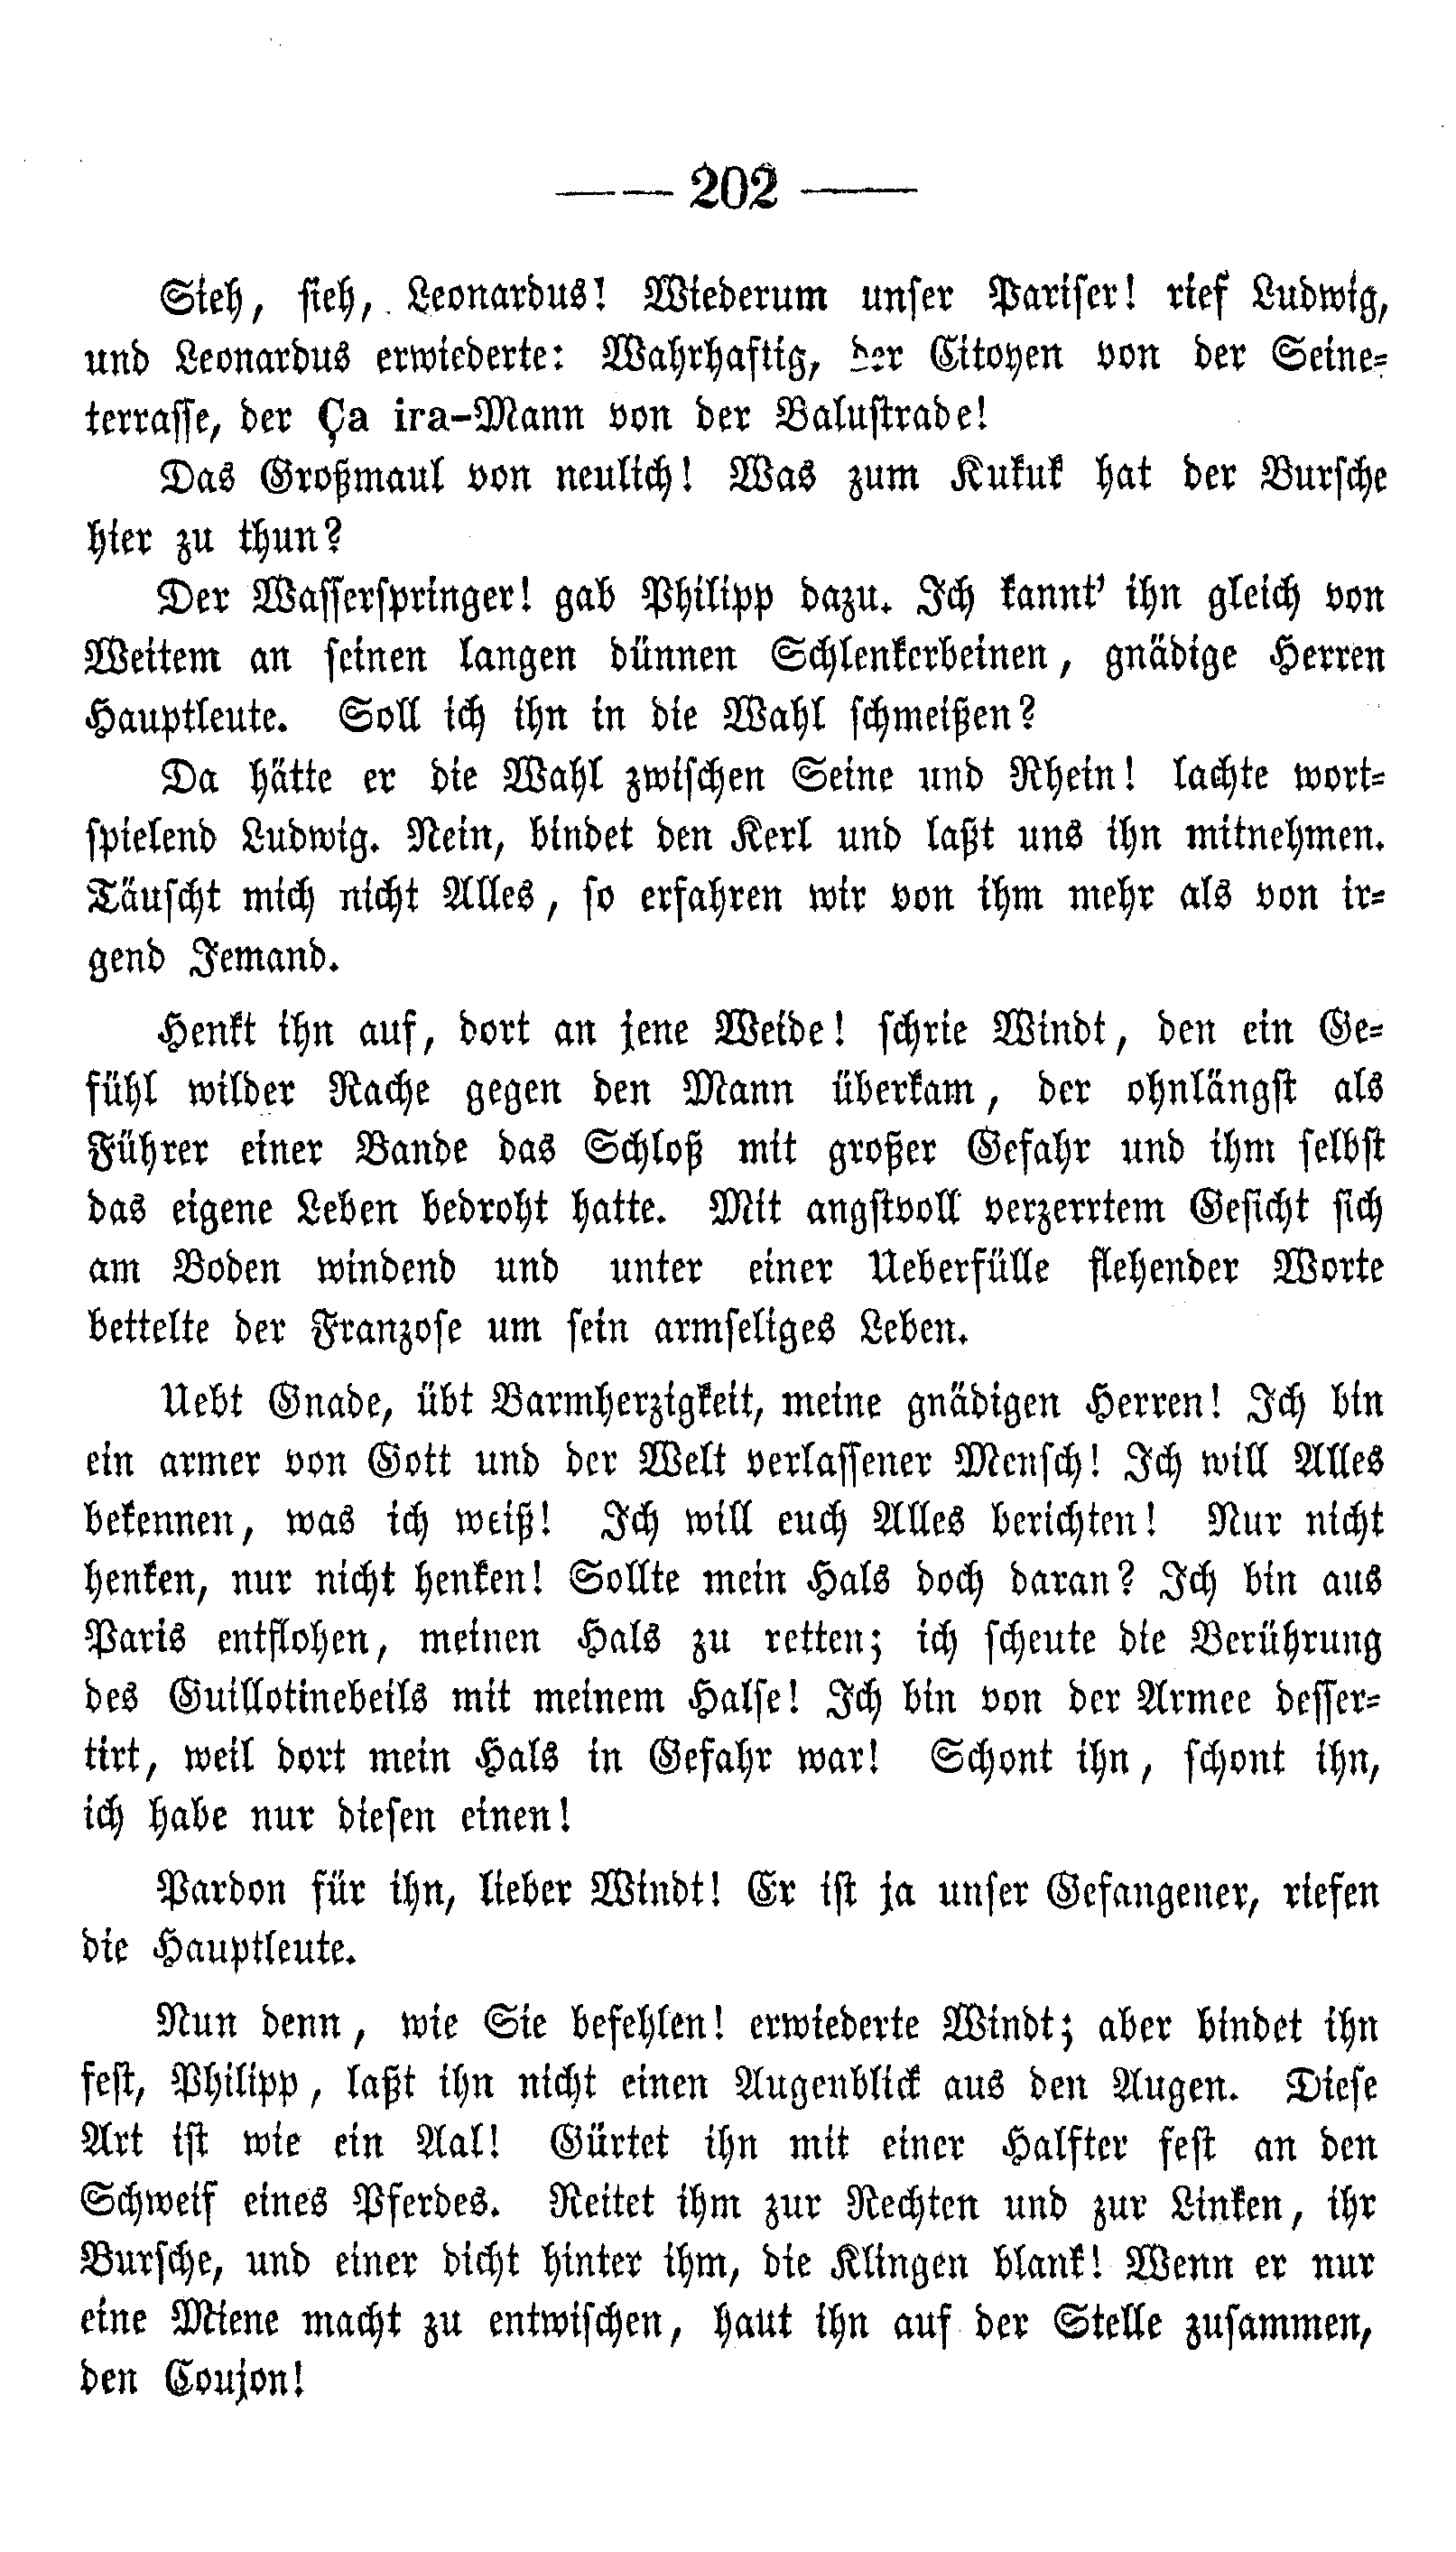 —— 202 ——
Sieh, sieh, Leonardus! Wiederum unser Pariser! rief Ludwig,
und Leonardus erwiederte: Wahrhaftig, der Citoyen von der Seine-
terrasse, der Ça ira-Mann von der Balustrade!
Das Großmaul von neulich! Was zum Kukuk hat der Bursche
hier zu thun?
Der Wasserspringer! gab Philipp dazu. Ich kannt' ihn gleich von
Weitem an seinen langen dünnen Schlenkerbeinen, gnädige Herren
Hauptleute. Soll ich ihn in die Wahl schmeißen?
Da hätte er die Wahl zwischen Seine und Rhein! lachte wort-
spielend Ludwig. Nein, bindet den Kerl und laßt uns ihn mitnehmen.
Täuscht mich nicht Alles, so erfahren wir von ihm mehr als von ir-
gend Jemand.
Henkt ihn auf, dort an jene Weide! schrie Windt, den ein Ge-
fühl wilder Rache gegen den Mann überkam, der ohnlängst als
Führer einer Bande das Schloß mit großer Gefahr und ihm selbst
das eigene Leben bedroht hatte. Mit angstvoll verzerrtem Gesicht sich
am Boden windend und unter einer Ueberfülle flehender Worte
bettelte der Franzose um sein armseliges Leben.
Uebt Gnade, übt Barmherzigkeit, meine gnädigen Herren! Ich bin
ein armer von Gott und der Welt verlassener Mensch! Ich will Alles
bekennen, was ich weiß! Ich will euch Alles berichten! Nur nicht
henken, nur nicht henken! Sollte mein Hals doch daran? Ich bin aus
Paris entflohen, meinen Hals zu retten; ich scheute die Berührung
des Guillotinebeils mit meinem Halse! Ich bin von der Armee desser-
tirt, weil dort mein Hals in Gefahr war! Schont ihn, schont ihn,
ich habe nur diesen einen!
Pardon für ihn, lieber Windt! Er ist ja unser Gefangener, riefen
die Hauptleute.
Nun denn, wie Sie befehlen! erwiederte Windt; aber bindet ihn
fest, Philipp, laßt ihn nicht einen Augenblick aus den Augen. Diese
Art ist wie ein Aal! Gürtet ihn mit einer Halfter fest an den
Schweif eines Pferdes. Reitet ihm zur Rechten und zur Linken, ihr
Bursche, und einer dicht hinter ihm, die Klingen blank! Wenn er nur
eine Miene macht zu entwischen, haut ihn auf der Stelle zusammen,
den Coujon!